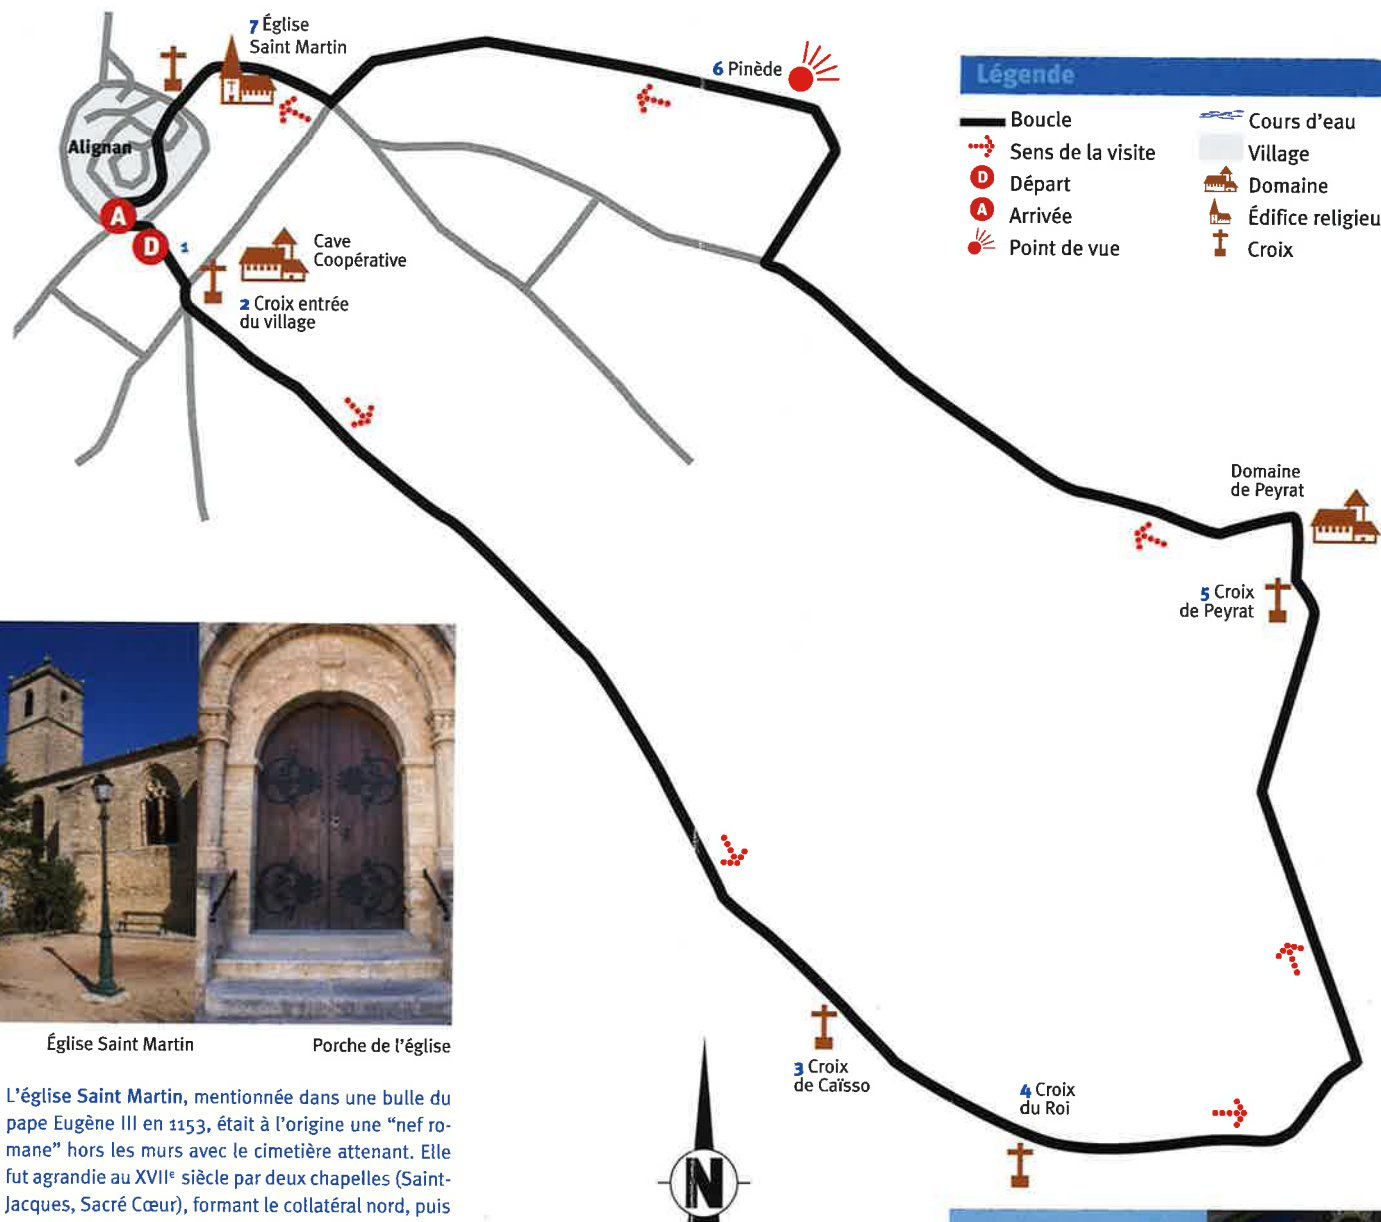 7 Église
Saint Martin
6 Pinède
Alignan
A
D
1
Cave
Coopérative
2 Croix entrée
du village
Légende
Boucle
Sens de la visite
D Départ
A Arrivée
Point de vue
Cours d'eau
Village
Domaine
Édifice religieu
Croix
Domaine
de Peyrat
5 Croix
de Peyrat
3 Croix
de Caïsso
4 Croix
du Roi
N
Église Saint Martin
Porche de l'église
L'église Saint Martin, mentionnée dans une bulle du
pape Eugène III en 1153, était à l'origine une “nef ro-
mane” hors les murs avec le cimetière attenant. Elle
fut agrandie au XVIIe siècle par deux chapelles (Saint-
Jacques, Sacré Cœur), formant le collatéral nord, puis